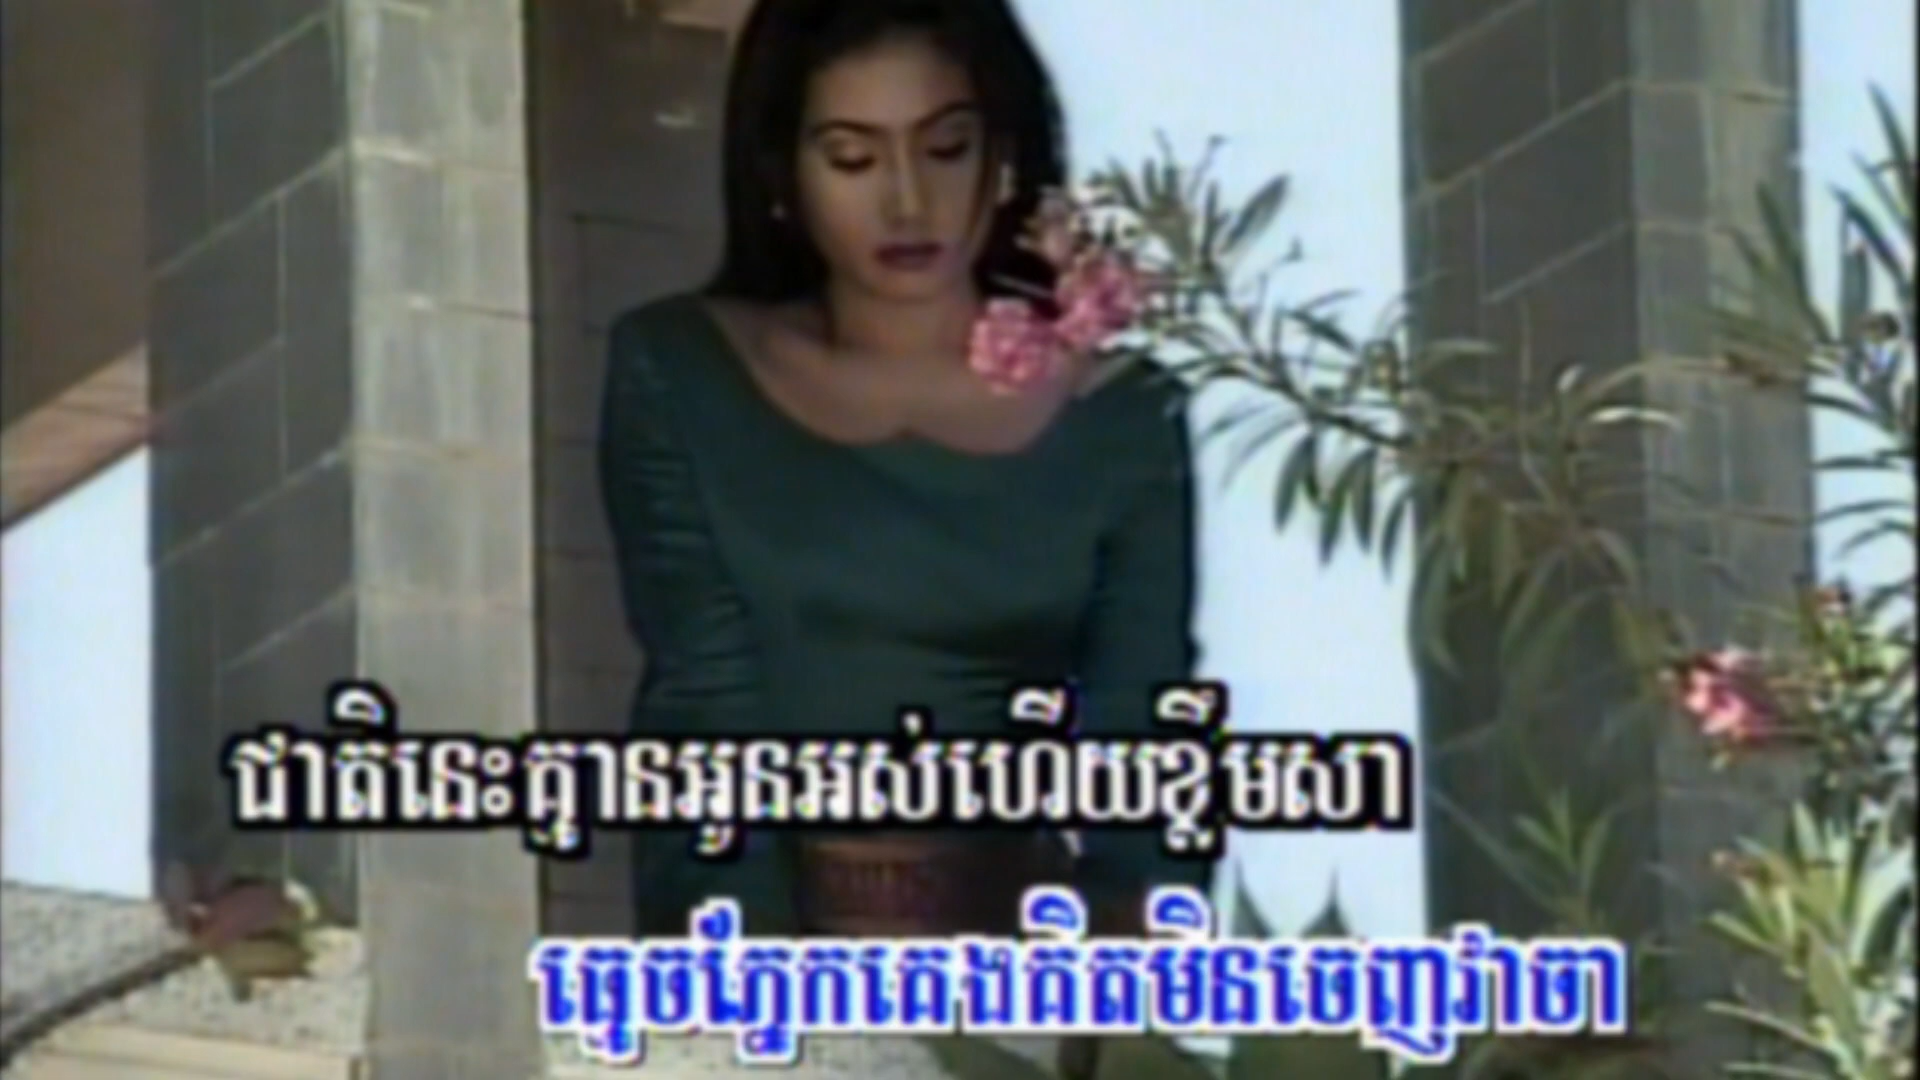 ជាតិនេះគ្មានអូនអស់ហើយខ្លឹមសា
ធ្មេចភ្នែកគេងគិតមិនចេញវាចា